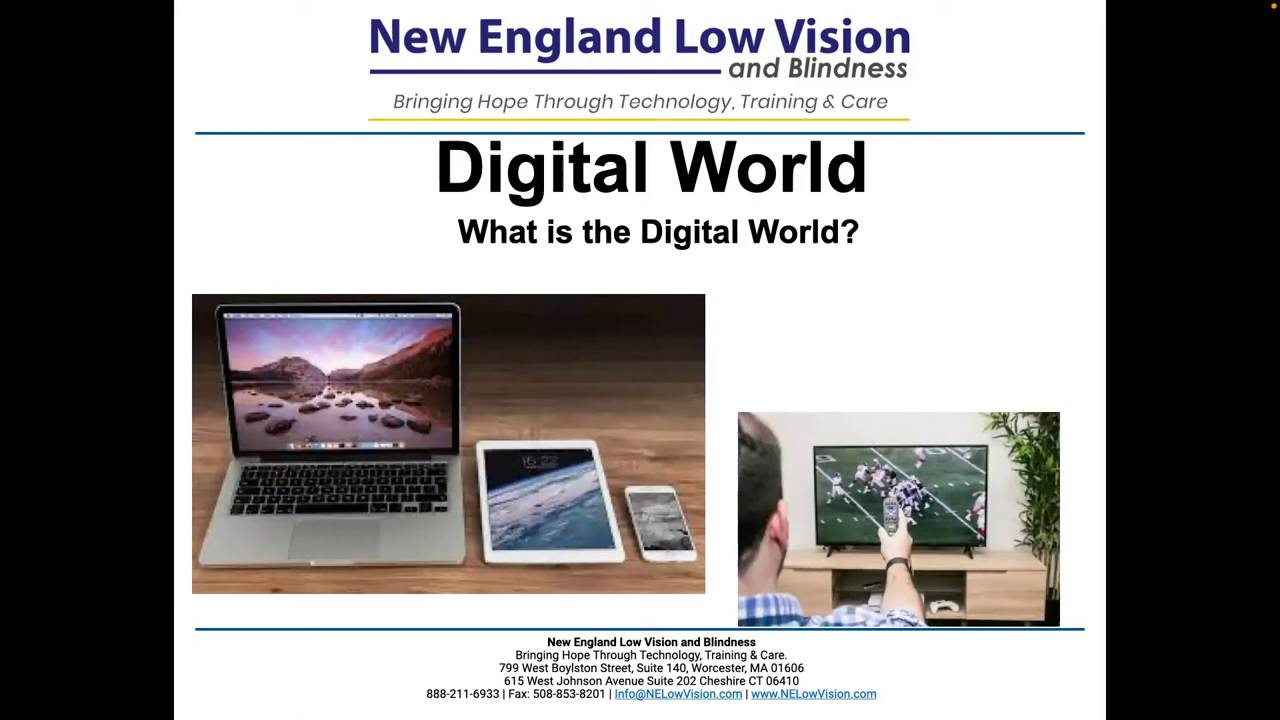 New England Low Vision
and Blindness
Bringing Hope Through Technology, Training & Care
Digital World
What is the Digital World?
15:22
New England Low Vision and Blindness
Bringing Hope Through Technology, Training & Care.
799 West Boylston Street, Suite 140, Worcester, MA 01606
615 West Johnson Avenue Suite 202 Cheshire CT 06410
888-211-6933 | Fax: 508-853-8201 | Info@NELowVision.com | www.NELowVision.com